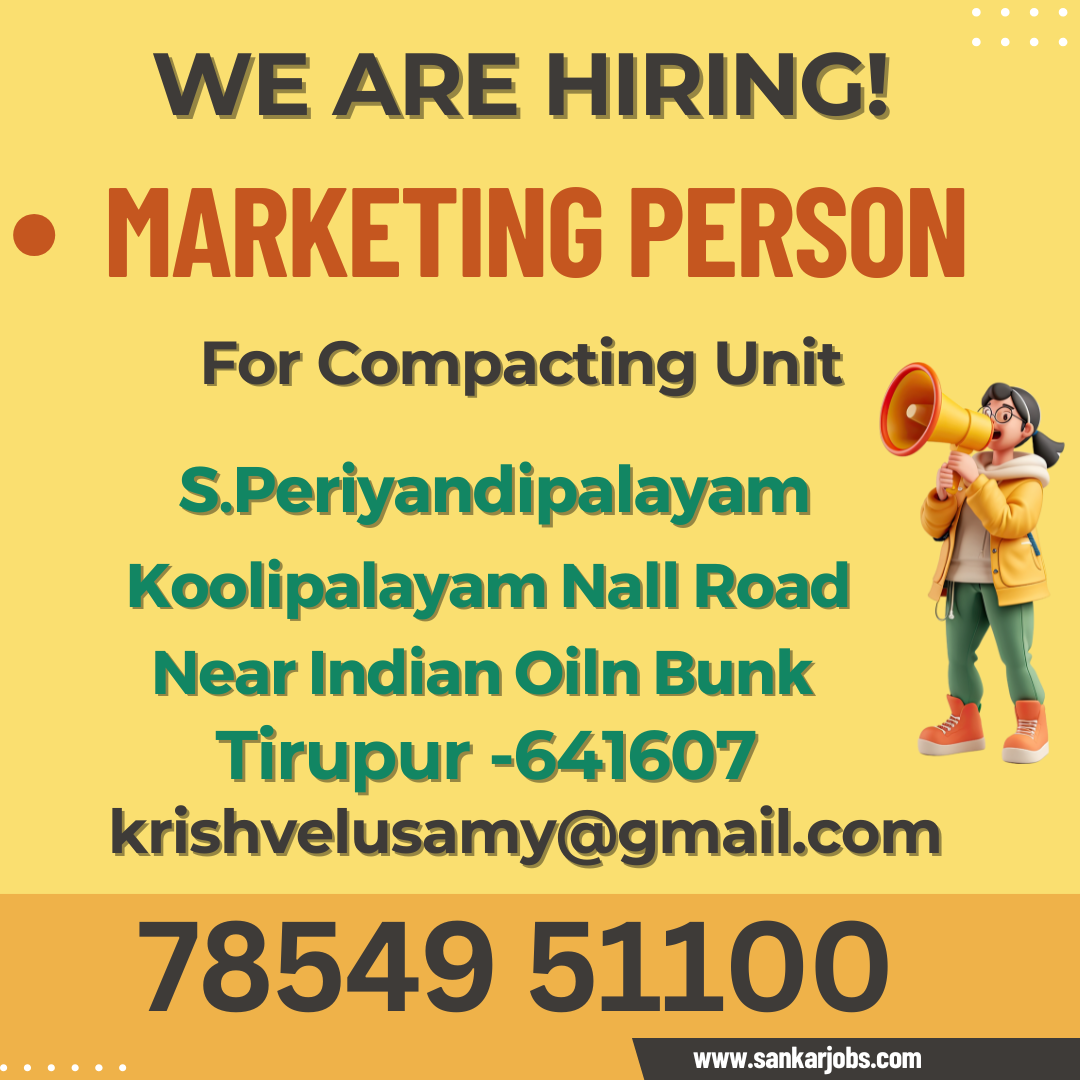 WE ARE HIRING!
• MARKETING PERSON
For Compacting Unit
S.Periyandipalayam
Koolipalayam Nall Road
Near Indian Oiln Bunk
Tirupur -641607
krishvelusamy@gmail.com
78549 51100
www.sankarjobs.com